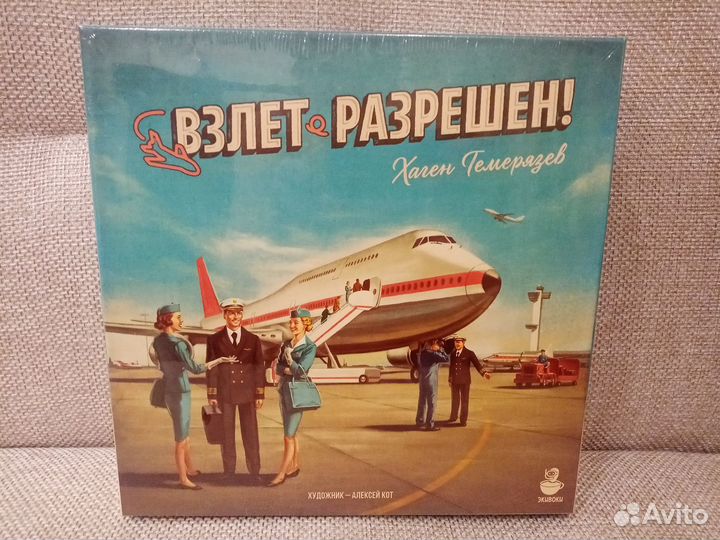 ВЗЛЕТ РАЗРЕШЕН!
Хаген Темерязев
ХУДОЖНИК — АЛЕКСЕЙ КОТ
ЭКИВОКИ
Avito